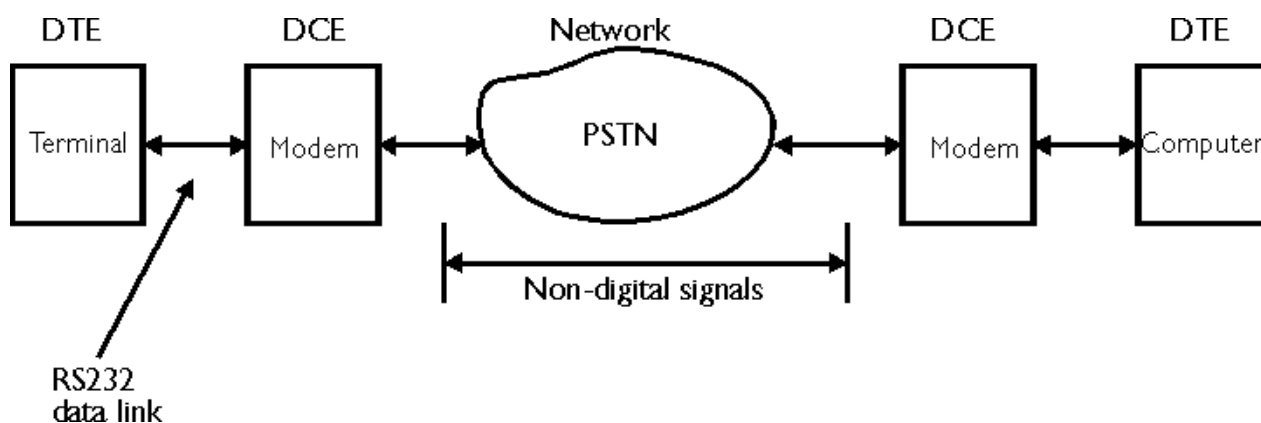 DTE
DCE
Network
DCE
DTE
Terminal
Modem
PSTN
Modem
Computer
Non-digital signals
RS232
data link